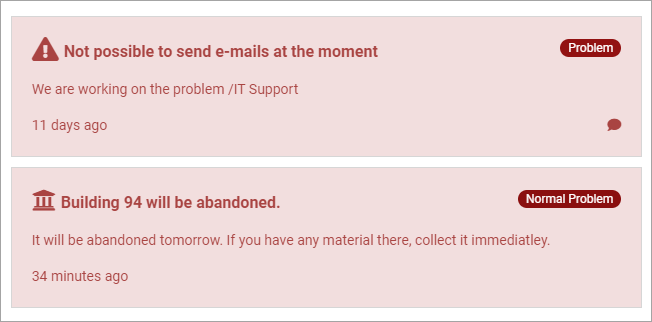 Not possible to send e-mails at the moment
Problem
We are working on the problem /IT Support
11 days ago
Building 94 will be abandoned.
Normal Problem
It will be abandoned tomorrow. If you have any material there, collect it immediatley.
34 minutes ago